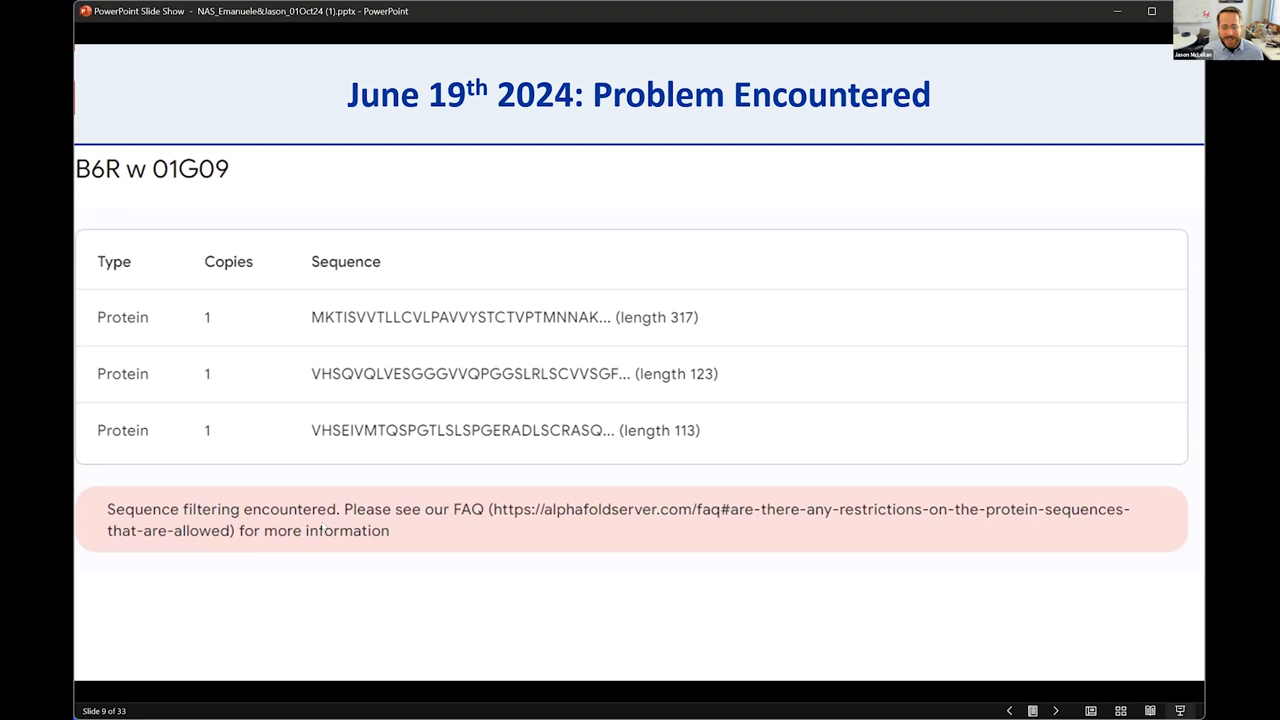 PowerPoint Slide Show - NAS_Emanuele&Jason_01Oct24 (1).pptx - PowerPoint
Jason McLellan
June 19th 2024: Problem Encountered
B6R w 01G09
Type Copies Sequence
Protein 1 MKTISVVTLLCVLPAVVYSTCTVPTMNNAK... (length 317)
Protein 1 VHSQVQLVESGGGVVQPGGSLRLSCVVSGF... (length 123)
Protein 1 VHSEIVMTQSPGTLSLSPGERADLSCRASQ... (length 113)
Sequence filtering encountered. Please see our FAQ (https://alphafoldserver.com/faq#are-there-any-restrictions-on-the-protein-sequences-
that-are-allowed) for more information
Slide 9 of 33